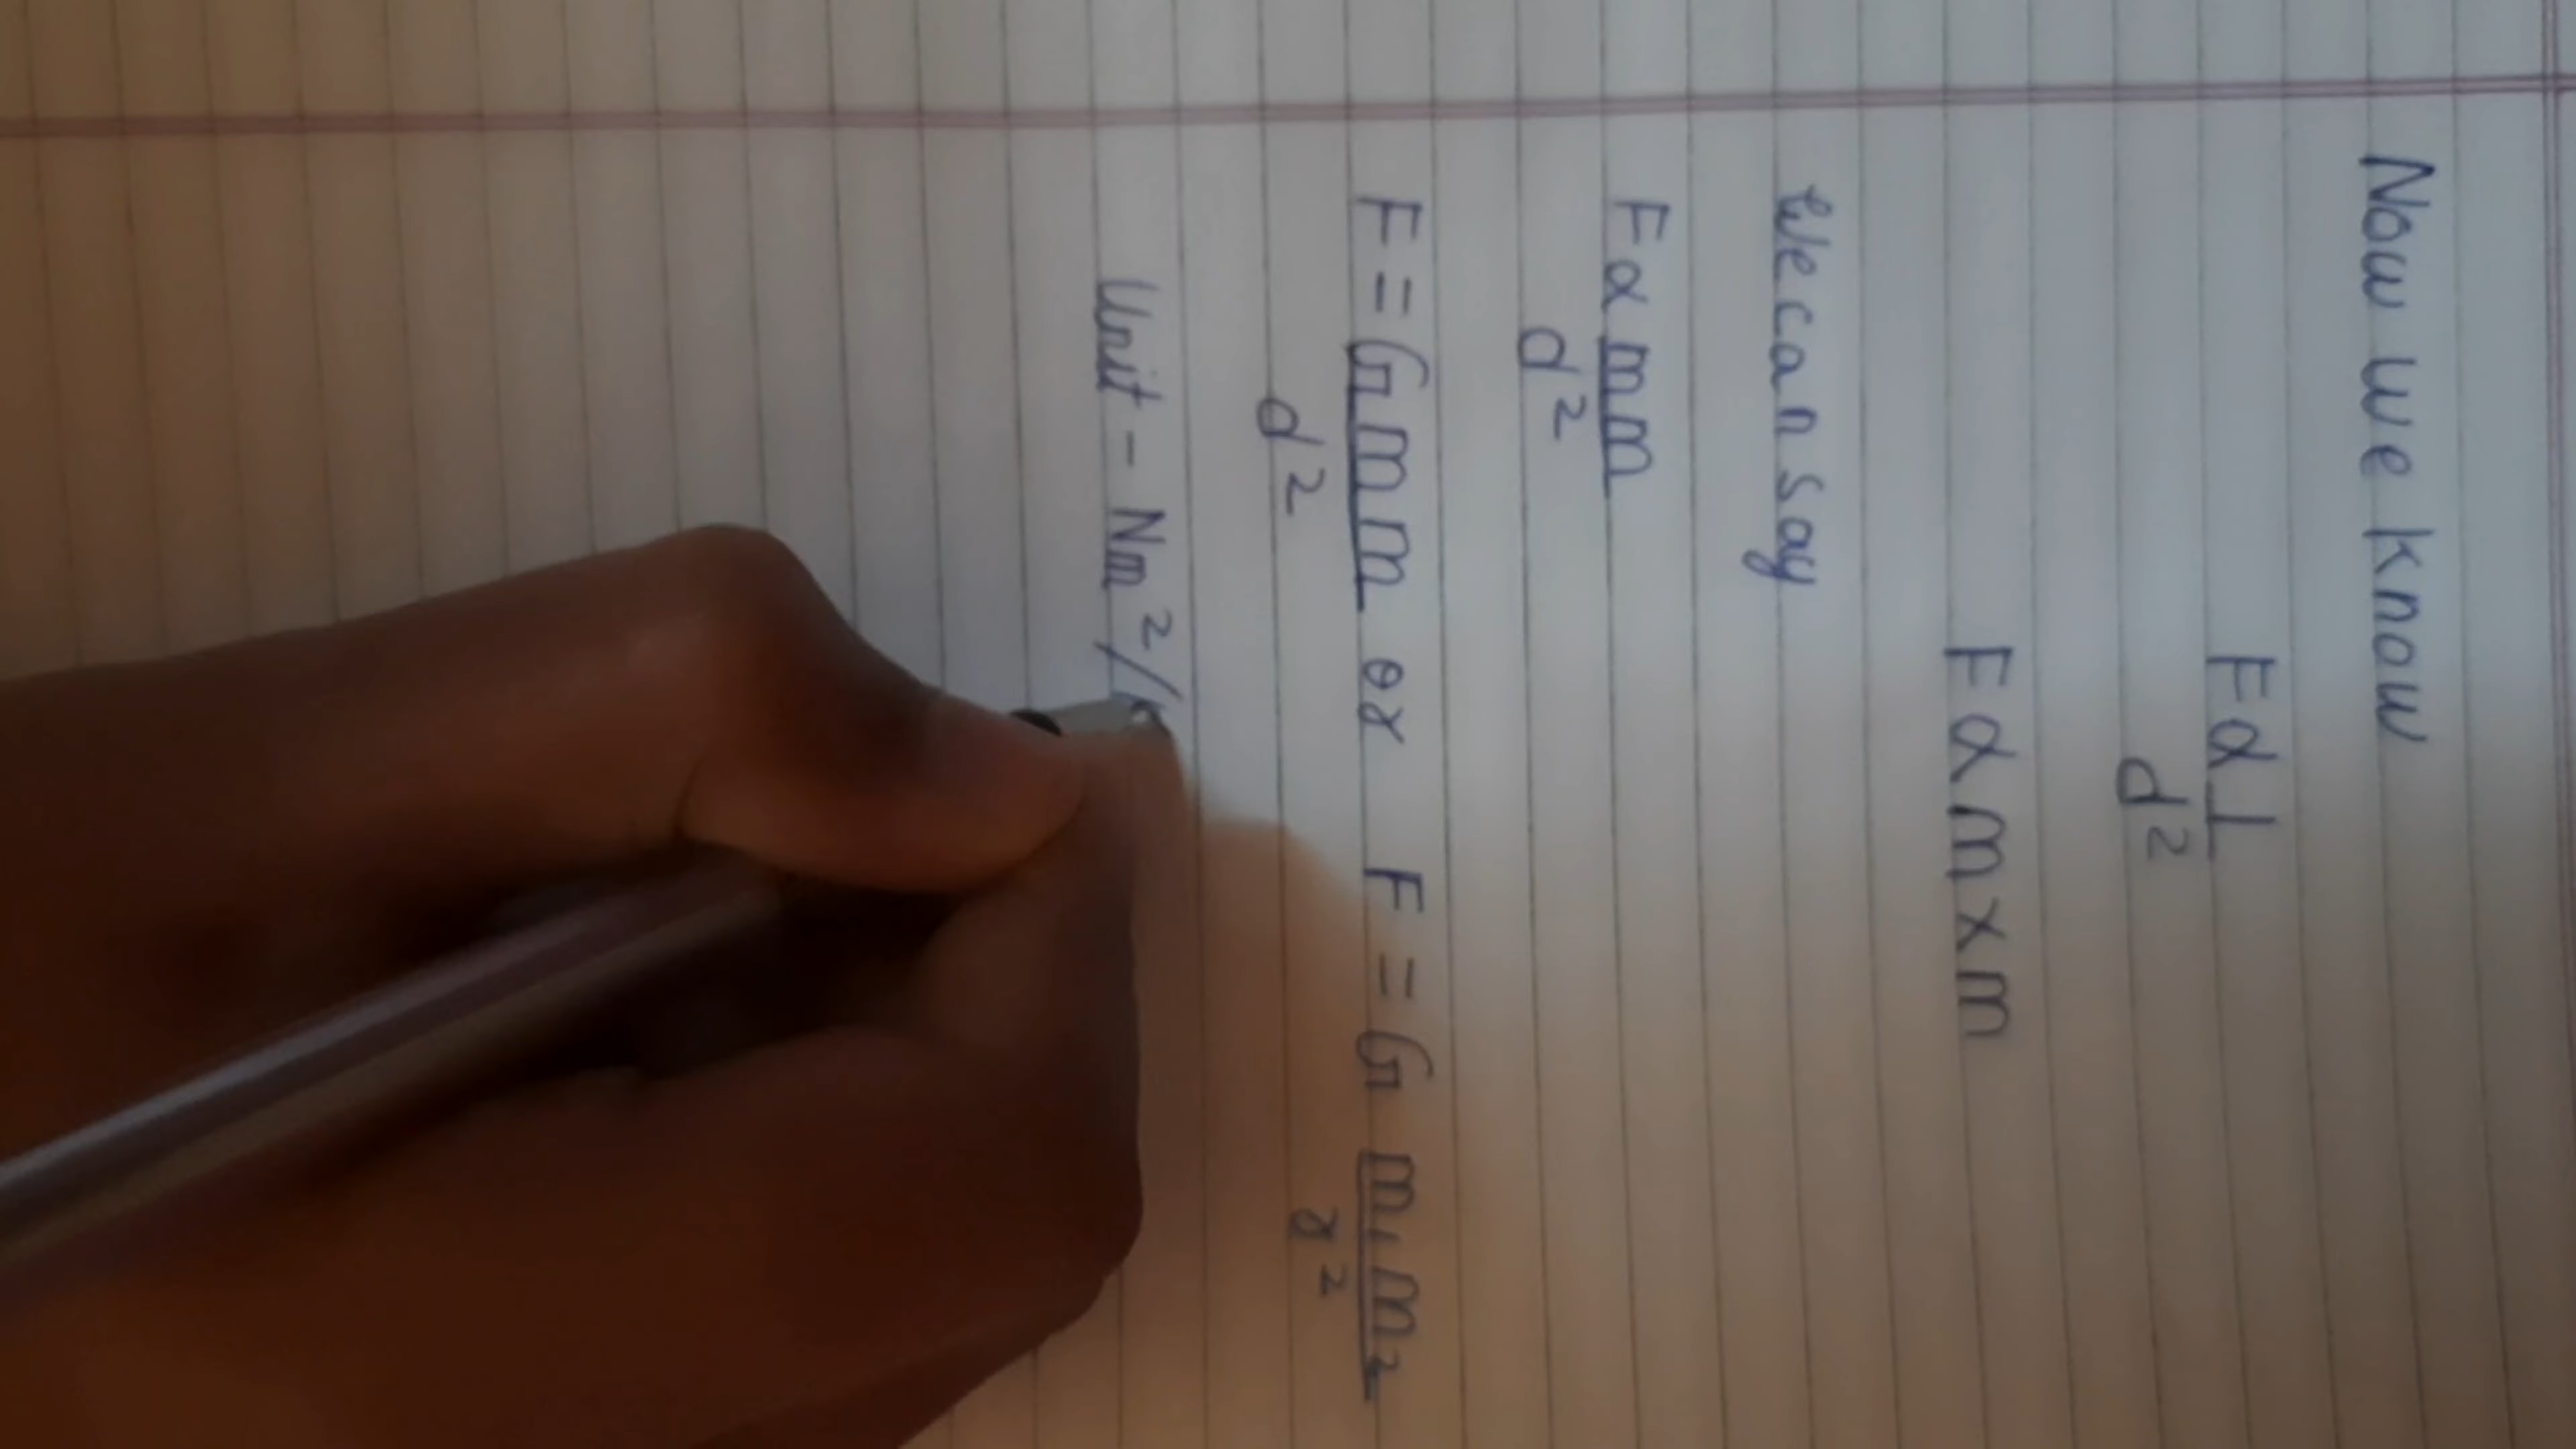 Now we know
F α 1/d²
F α m x m
We can say
F α mm/d²
F = Gmm/d² or F = G m₁m₂/r²
Unit - Nm²/k